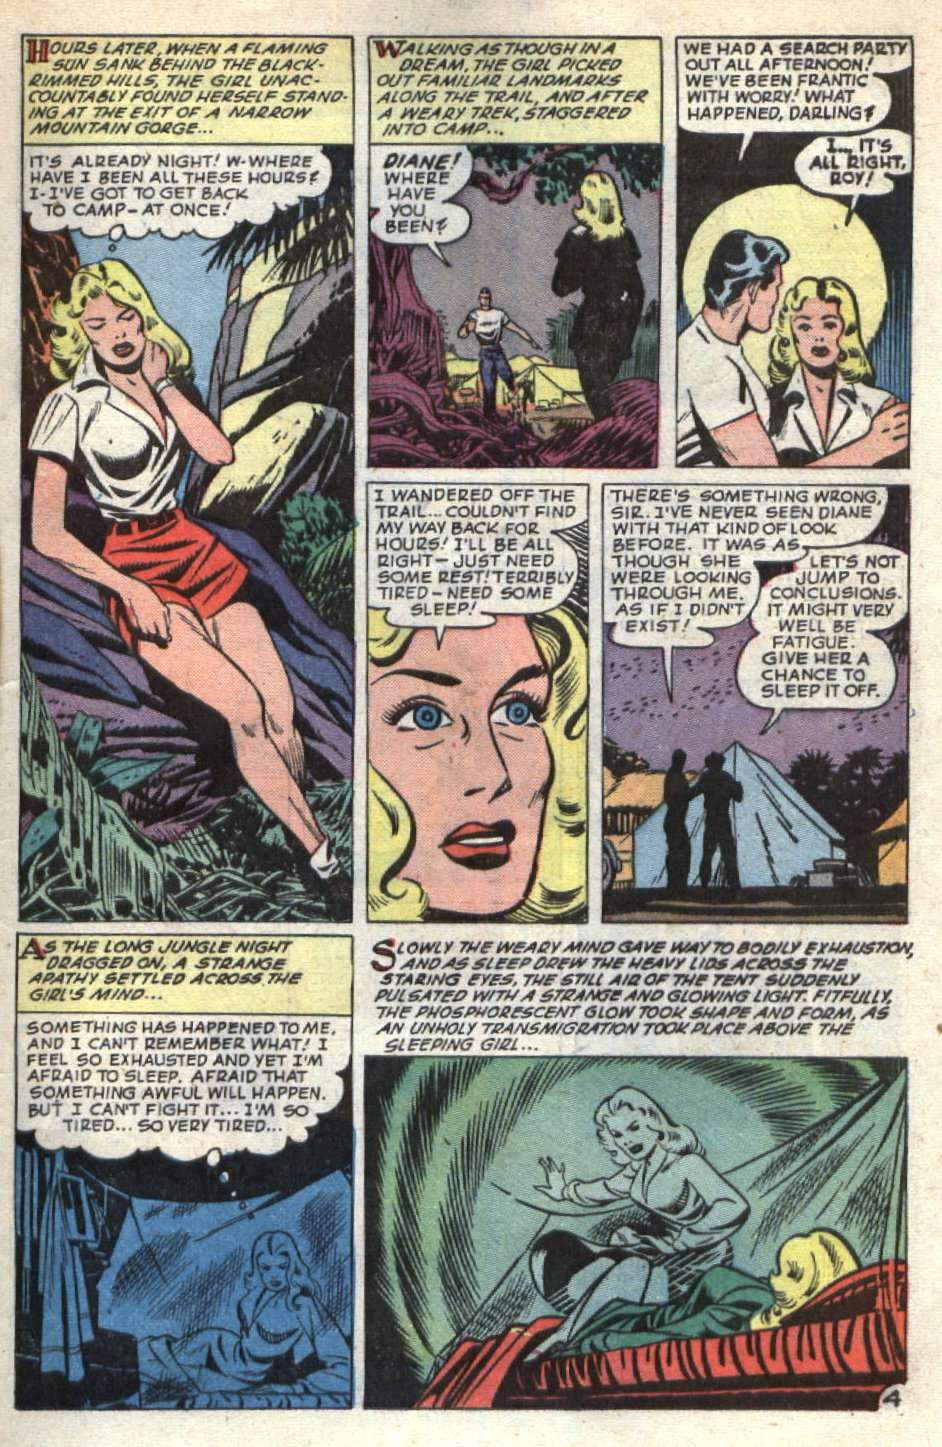 HOURS LATER, WHEN A FLAMING
SUN SANK BEHIND THE BLACK-
RIMMED HILLS, THE GIRL UNAC-
COUNTABLY FOUND HERSELF STAND-
ING AT THE EXIT OF A NARROW
MOUNTAIN GORGE...
IT'S ALREADY NIGHT! W-WHERE
HAVE I BEEN ALL THESE HOURS?
I-I'VE GOT TO GET BACK
TO CAMP-AT ONCE!
WALKING AS THOUGH IN A
DREAM, THE GIRL PICKED
OUT FAMILIAR LANDMARKS
ALONG THE TRAIL, AND AFTER
A WEARY TREK, STAGGERED
INTO CAMP...
DIANE!
WHERE
HAVE
YOU
BEEN?
WE HAD A SEARCH PARTY
OUT ALL AFTERNOON!
WE'VE BEEN FRANTIC
WITH WORRY! WHAT
HAPPENED, DARLING?
I... IT'S
ALL RIGHT,
ROY!
I WANDERED OFF THE
TRAIL... COULDN'T FIND
MY WAY BACK FOR
HOURS! I'LL BE ALL
RIGHT-JUST NEED
SOME REST! TERRIBLY
TIRED-NEED SOME
SLEEP!
THERE'S SOMETHING WRONG,
SIR. I'VE NEVER SEEN DIANE
WITH THAT KIND OF LOOK
BEFORE. IT WAS AS
THOUGH SHE
WERE LOOKING
THROUGH ME.
AS IF I DIDN'T
EXIST!
LET'S NOT
JUMP TO
CONCLUSIONS.
IT MIGHT VERY
WELL BE
FATIGUE.
GIVE HER A
CHANCE TO
SLEEP IT OFF.
AS THE LONG JUNGLE NIGHT
DRAGGED ON, A STRANGE
APATHY SETTLED ACROSS THE
GIRL'S MIND...
SOMETHING HAS HAPPENED TO ME,
AND I CAN'T REMEMBER WHAT! I
FEEL SO EXHAUSTED AND YET I'M
AFRAID TO SLEEP. AFRAID THAT
SOMETHING AWFUL WILL HAPPEN.
BUT I CAN'T FIGHT IT... I'M SO
TIRED... SO VERY TIRED...
SLOWLY THE WEARY MIND GAVE WAY TO BODILY EXHAUSTION,
AND AS SLEEP DREW THE HEAVY LIDS ACROSS THE
STARING EYES, THE STILL AIR OF THE TENT SUDDENLY
PULSATED WITH A STRANGE AND GLOWING LIGHT. FITFULLY,
THE PHOSPHORESCENT GLOW TOOK SHAPE AND FORM, AS
AN UNHOLY TRANSMIGRATION TOOK PLACE ABOVE THE
SLEEPING GIRL...
4